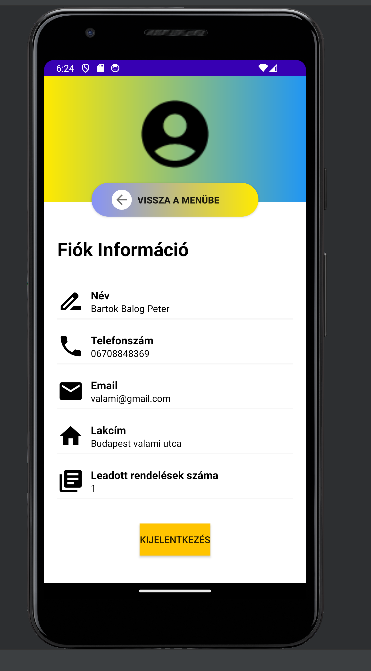 6:24
VISSZA A MENÜBE
Fiók Információ
Név
Bartok Balog Peter
Telefonszám
06708848369
Email
valami@gmail.com
Lakcím
Budapest valami utca
Leadott rendelések száma
1
KIJELENTKEZÉS